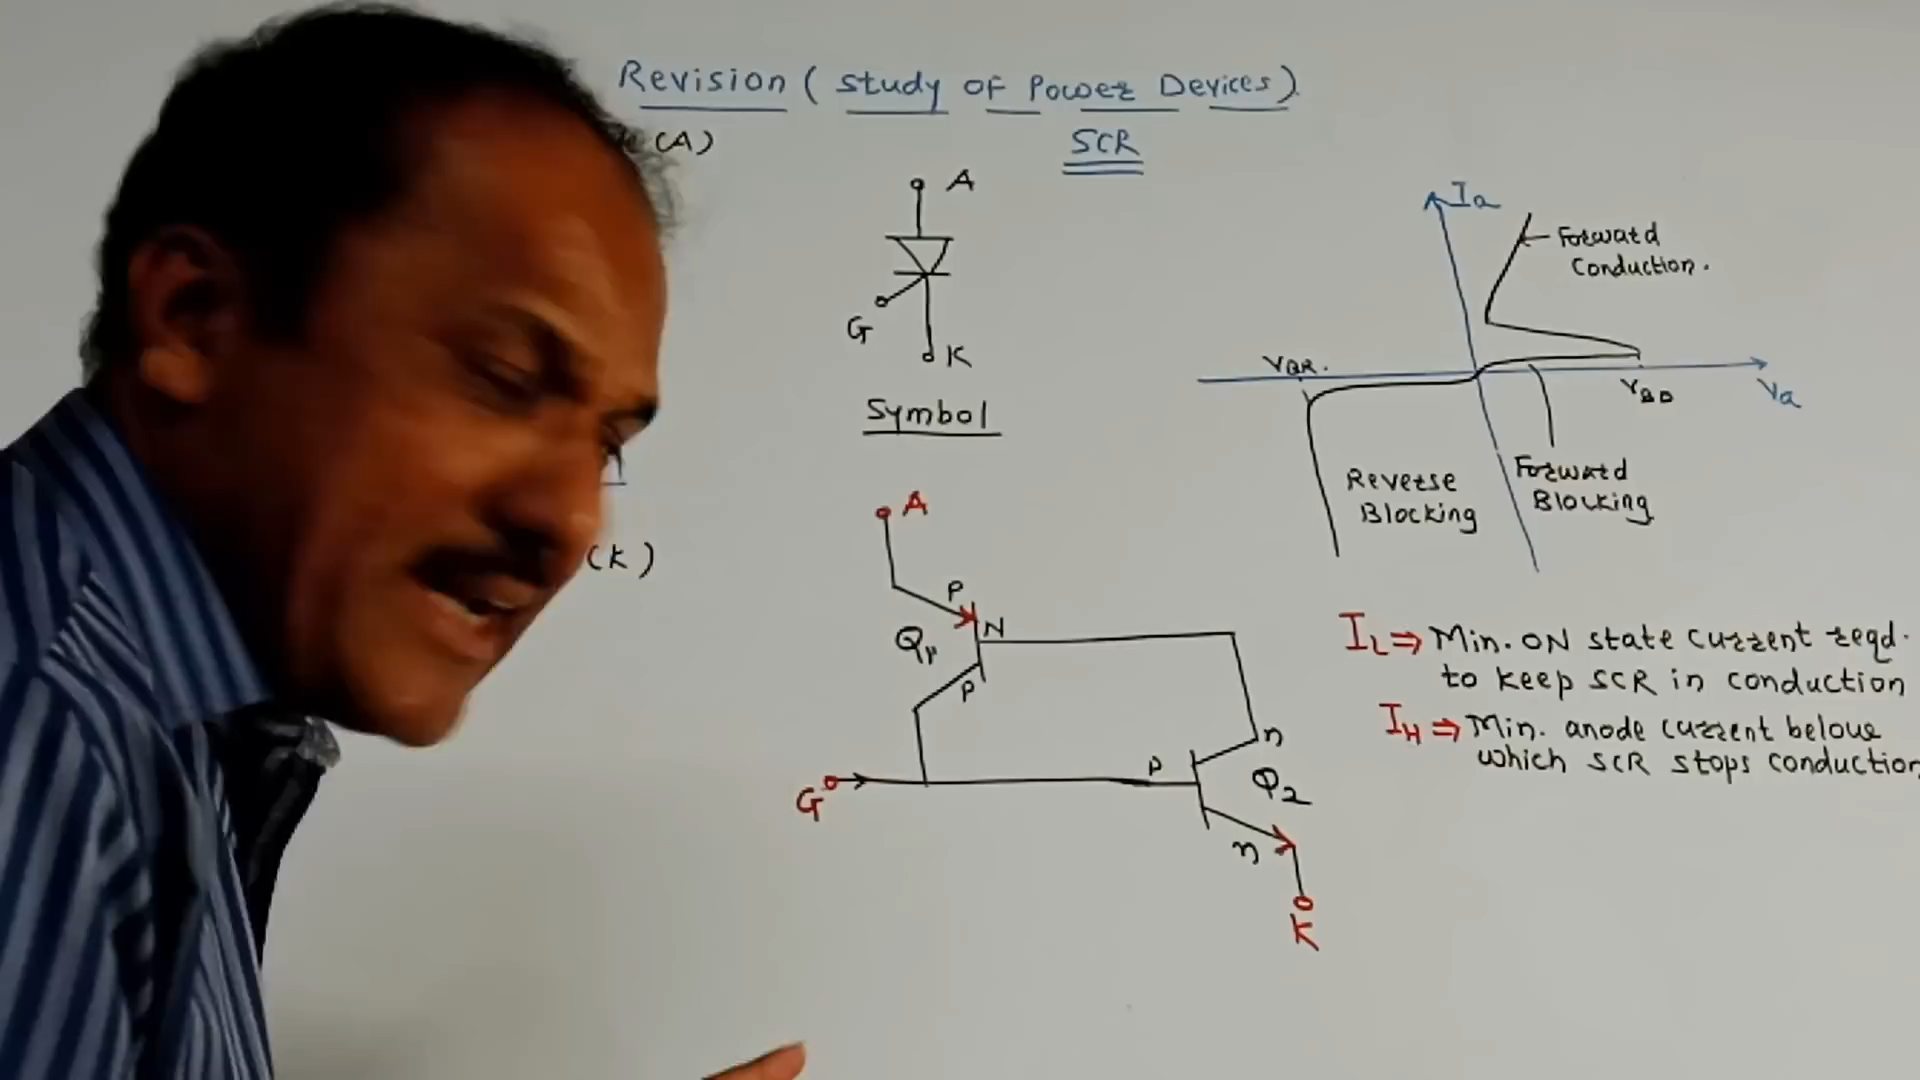 Revision (Study of Power Devices)
(A)
SCR
A
G
K
Symbol
Ia
Forward
Conduction.
VBR.
VBO
Va
Reverse
Blocking
Forward
Blocking
(K)
A
P
N
Q1
P
n
P
Q2
G
n
K
IL ⇒ Min. ON state current reqd.
to keep SCR in conduction
IH ⇒ Min. anode current beloue
which SCR stops conduction